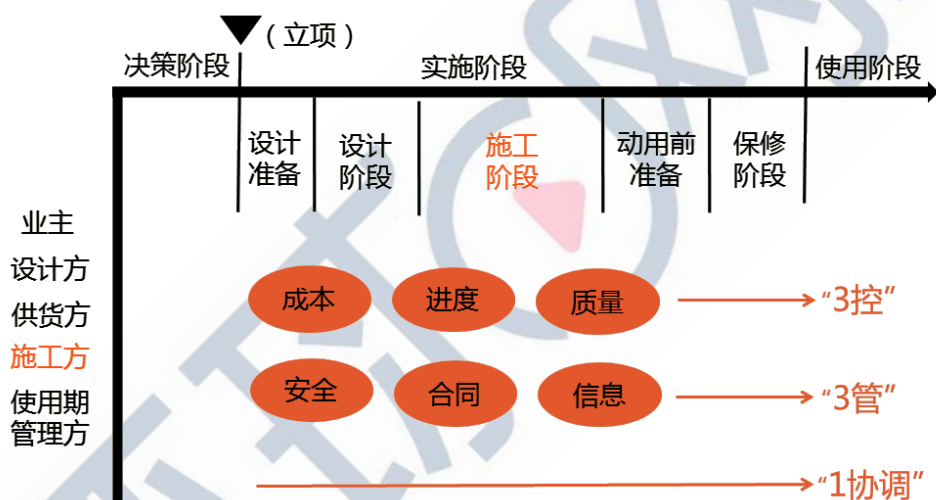 （立项）
决策阶段
实施阶段
使用阶段
设计
准备
设计
阶段
施工
阶段
动用前
准备
保修
阶段
业主
设计方
供货方
施工方
使用期
管理方
成本
进度
质量
“3控”
安全
合同
信息
“3管”
“1协调”